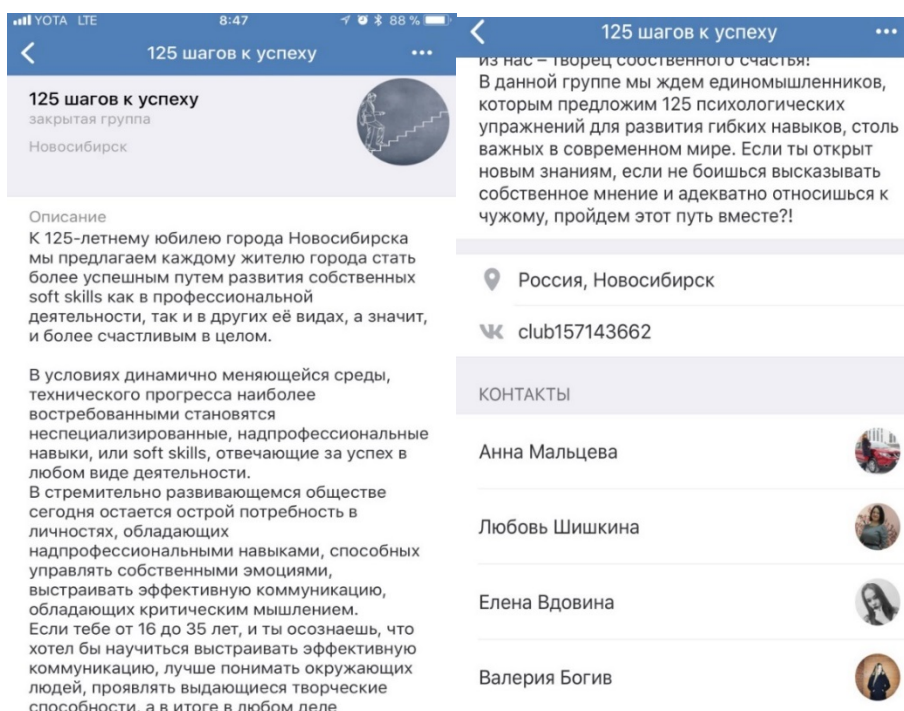 YOTA LTE 8:47 88 %
125 шагов к успеху
125 шагов к успеху
закрытая группа
Новосибирск
Описание
К 125-летнему юбилею города Новосибирска
мы предлагаем каждому жителю города стать
более успешным путем развития собственных
soft skills как в профессиональной
деятельности, так и в других её видах, а значит,
и более счастливым в целом.
В условиях динамично меняющейся среды,
технического прогресса наиболее
востребованными становятся
неспециализированные, надпрофессиональные
навыки, или soft skills, отвечающие за успех в
любом виде деятельности.
В стремительно развивающемся обществе
сегодня остается острой потребность в
личностях, обладающих
надпрофессиональными навыками, способных
управлять собственными эмоциями,
выстраивать эффективную коммуникацию,
обладающих критическим мышлением.
Если тебе от 16 до 35 лет, и ты осознаешь, что
хотел бы научиться выстраивать эффективную
коммуникацию, лучше понимать окружающих
людей, проявлять выдающиеся творческие
способности, а в итоге в любом деле
125 шагов к успеху
из нас – творец собственного счастья!
В данной группе мы ждем единомышленников,
которым предложим 125 психологических
упражнений для развития гибких навыков, столь
важных в современном мире. Если ты открыт
новым знаниям, если не боишься высказывать
собственное мнение и адекватно относишься к
чужому, пройдем этот путь вместе?!
Россия, Новосибирск
club157143662
КОНТАКТЫ
Анна Мальцева
Любовь Шишкина
Елена Вдовина
Валерия Богив